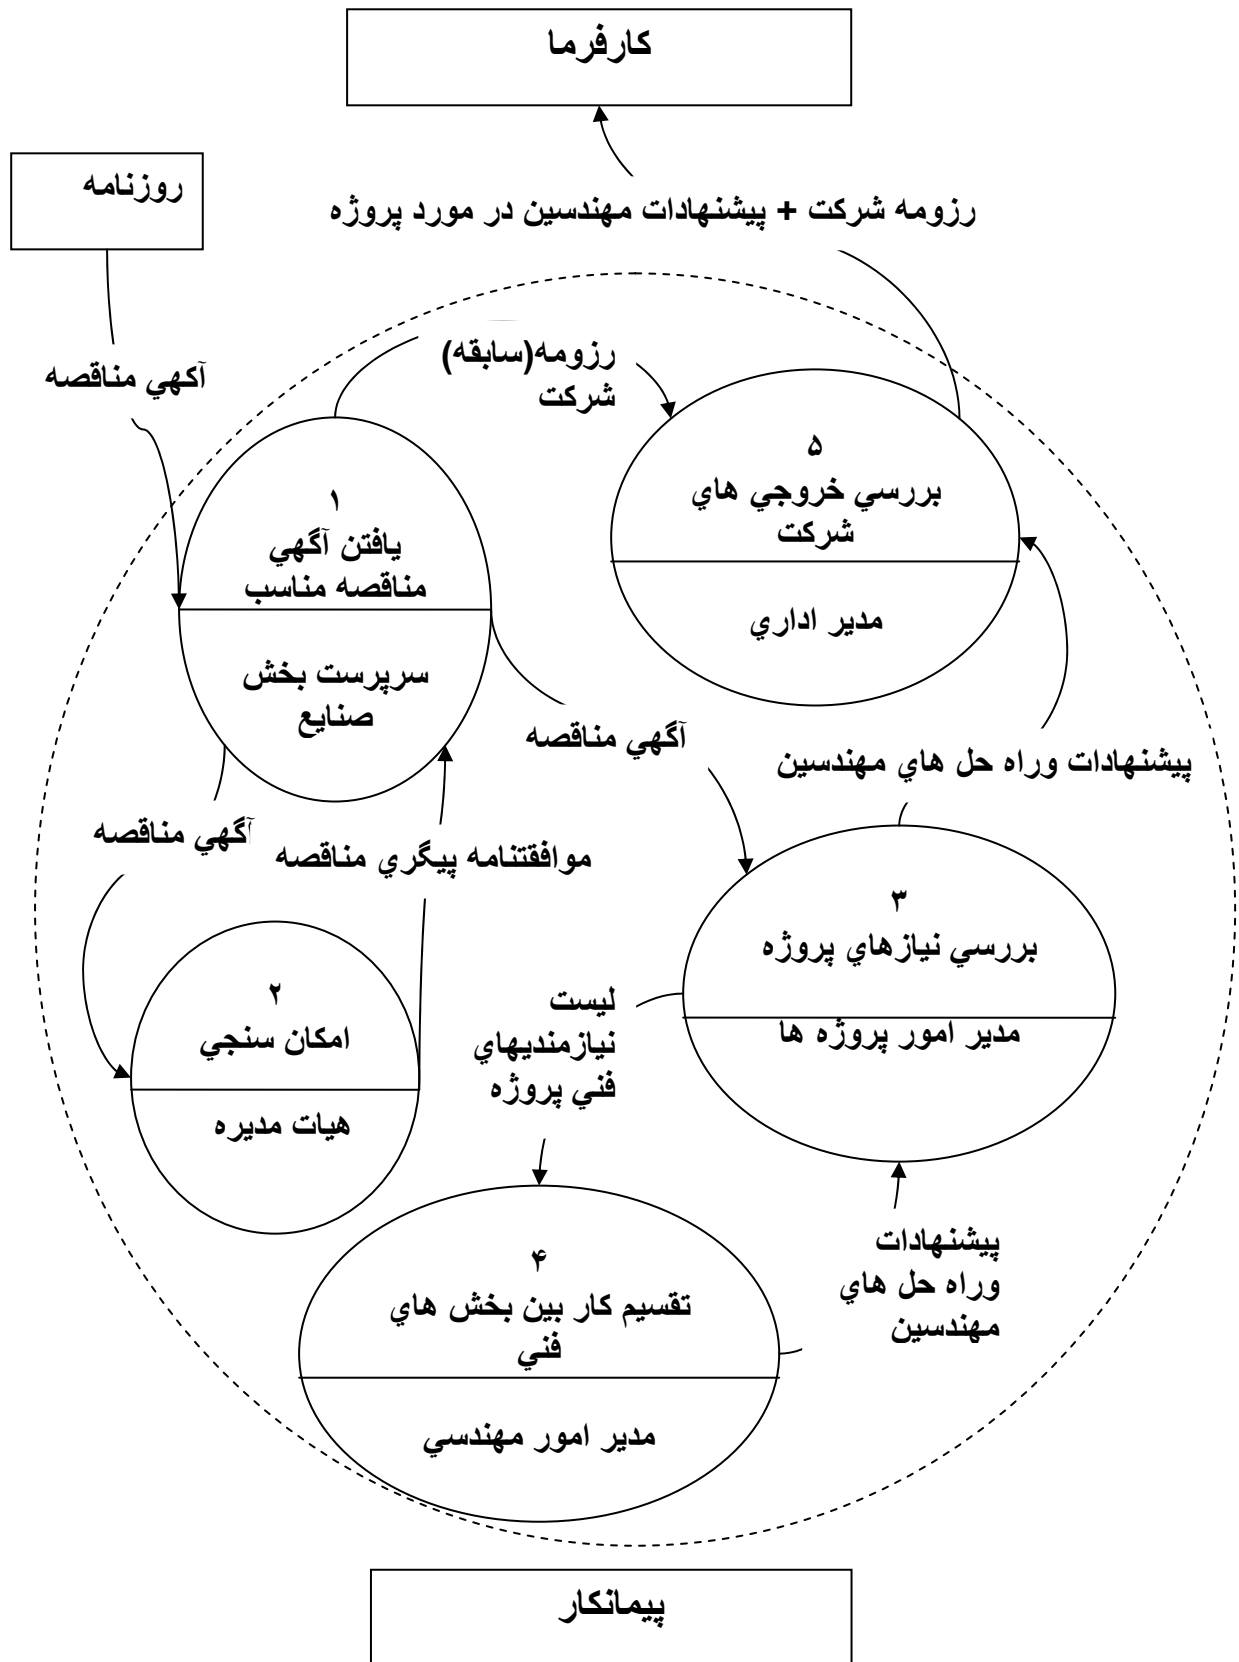 کارفرما
روزنامه
رزومه شرکت + پیشنهادات مهندسین در مورد پروژه
آکهي مناقصه
رزومه(سابقه)
شرکت
۵
بررسي خروجي هاي
شرکت
مدير اداري
۱
يافتن آگهي
مناقصه مناسب
سرپرست بخش
صنايع
آگهي مناقصه
پيشنهادات وراه حل هاي مهندسين
آگهي مناقصه
موافقتنامه پيگري مناقصه
۳
بررسي نيازهاي پروژه
مدير امور پروژه ها
۲
امکان سنجي
هيات مديره
ليست
نيازمنديهاي
فني پروژه
پيشنهادات
وراه حل هاي
مهندسين
۴
تقسيم کار بين بخش هاي
فني
مدير امور مهندسي
پيمانکار